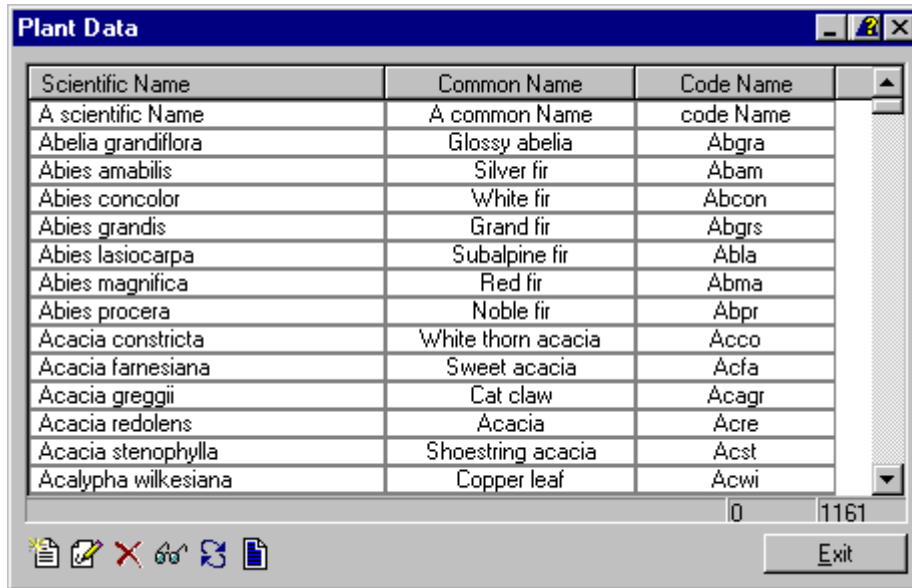 Plant Data
Scientific Name Common Name Code Name
A scientific Name A common Name code Name
Abelia grandiflora Glossy abelia Abgra
Abies amabilis Silver fir Abam
Abies concolor White fir Abcon
Abies grandis Grand fir Abgrs
Abies lasiocarpa Subalpine fir Abla
Abies magnifica Red fir Abma
Abies procera Noble fir Abpr
Acacia constricta White thorn acacia Acco
Acacia farnesiana Sweet acacia Acfa
Acacia greggii Cat claw Acagr
Acacia redolens Acacia Acre
Acacia stenophylla Shoestring acacia Acst
Acalypha wilkesiana Copper leaf Acwi
0 1161
Exit